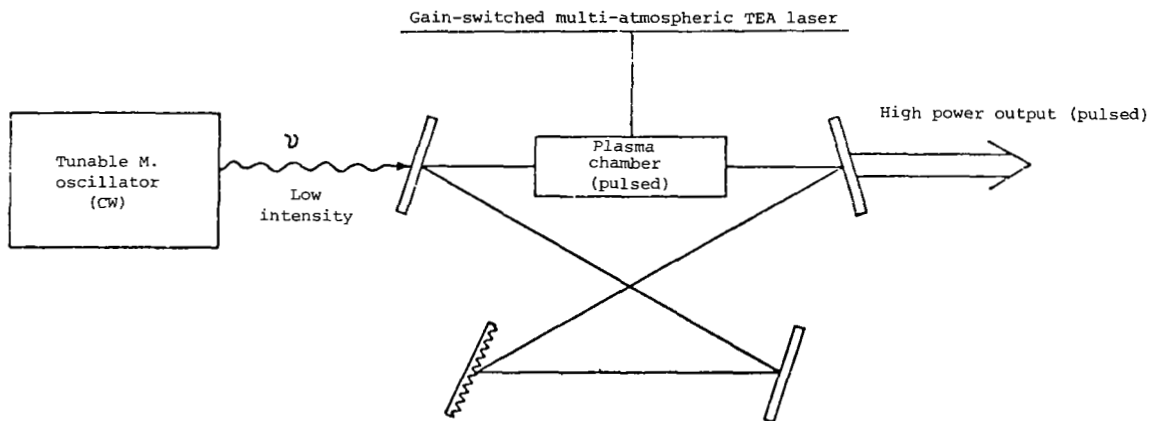 Gain-switched multi-atmospheric TEA laser
High power output (pulsed)
Tunable M.
oscillator
(CW)
ν
Low
intensity
Plasma
chamber
(pulsed)